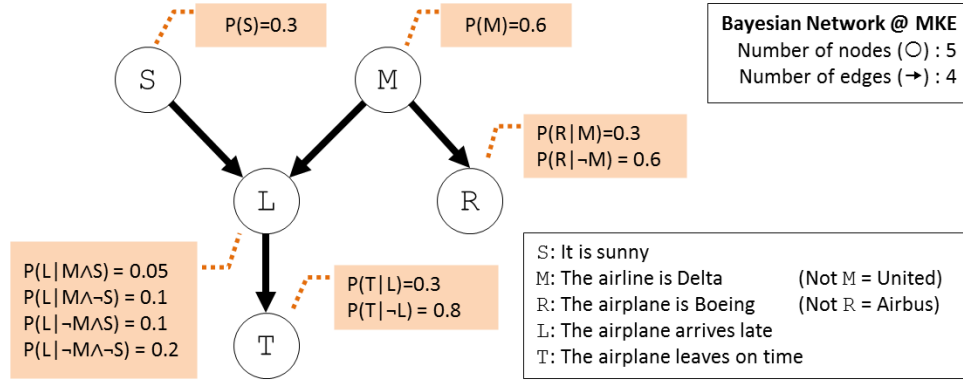 P(S)=0.3
P(M)=0.6
Bayesian Network @ MKE
Number of nodes (○) : 5
Number of edges (→) : 4
S
M
P(R|M)=0.3
P(R|¬M) = 0.6
L
R
P(L|M∧S) = 0.05
P(L|M∧¬S) = 0.1
P(L|¬M∧S) = 0.1
P(L|¬M∧¬S) = 0.2
P(T|L)=0.3
P(T|¬L) = 0.8
T
S: It is sunny
M: The airline is Delta (Not M = United)
R: The airplane is Boeing (Not R = Airbus)
L: The airplane arrives late
T: The airplane leaves on time